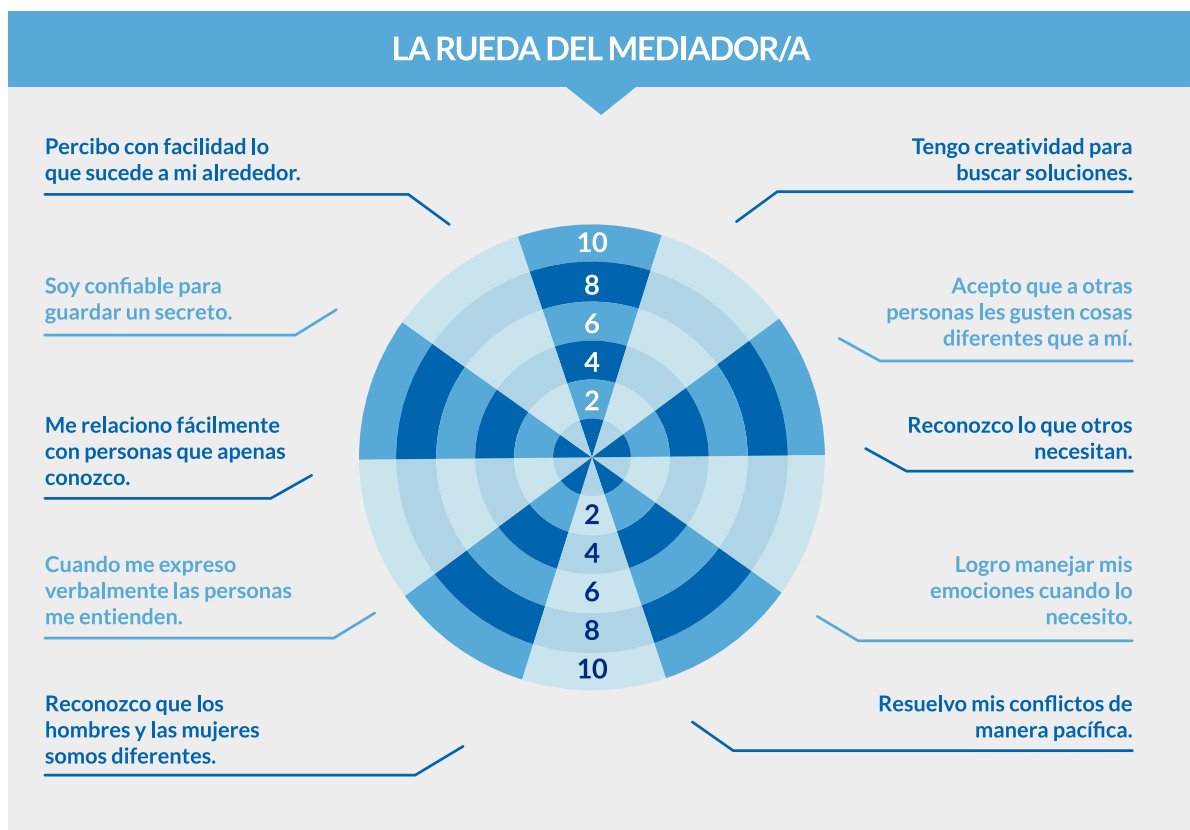 LA RUEDA DEL MEDIADOR/A
Percibo con facilidad lo
que sucede a mi alrededor.
Tengo creatividad para
buscar soluciones.
Soy confiable para
guardar un secreto.
Acepto que a otras
personas les gusten cosas
diferentes que a mí.
Me relaciono fácilmente
con personas que apenas
conozco.
Reconozco lo que otros
necesitan.
Cuando me expreso
verbalmente las personas
me entienden.
Logro manejar mis
emociones cuando lo
necesito.
Reconozco que los
hombres y las mujeres
somos diferentes.
Resuelvo mis conflictos de
manera pacífica.
10
8
6
4
2
2
4
6
8
10